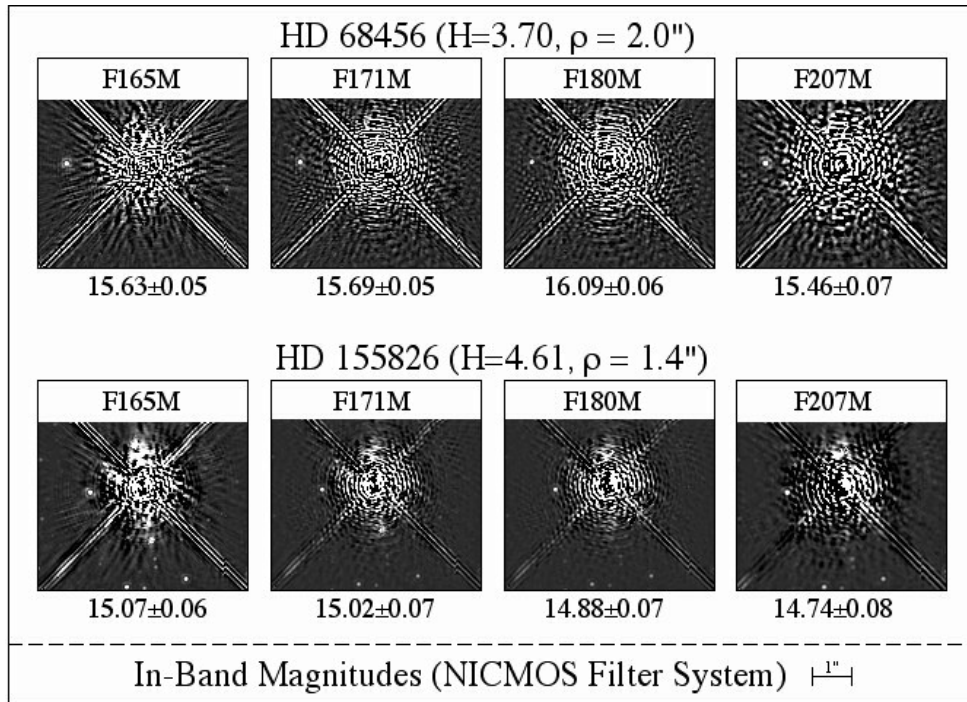 HD 68456 (H=3.70, ρ = 2.0")
F165M F171M F180M F207M
15.63±0.05 15.69±0.05 16.09±0.06 15.46±0.07
HD 155826 (H=4.61, ρ = 1.4")
F165M F171M F180M F207M
15.07±0.06 15.02±0.07 14.88±0.07 14.74±0.08
In-Band Magnitudes (NICMOS Filter System) 1"